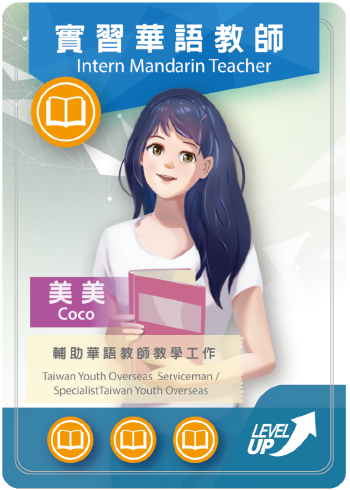 實習華語教師
Intern Mandarin Teacher
美美
Coco
輔助華語教師教學工作
Taiwan Youth Overseas Serviceman /
SpecialistTaiwan Youth Overseas
LEVEL
UP